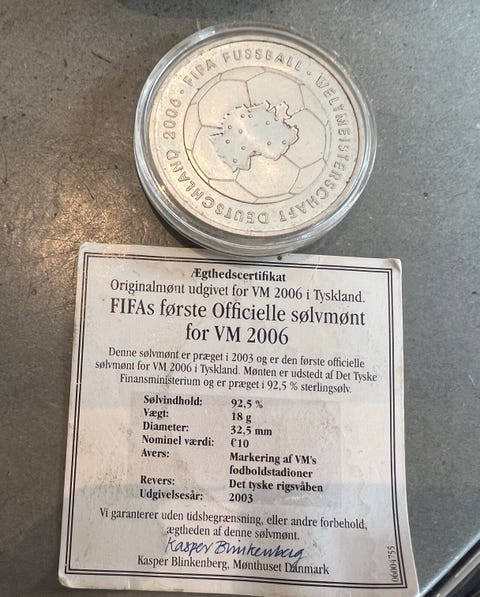 FIFA FUSSBALL · WELTMEISTERSCHAFT DEUTSCHLAND 2006 ·
Ægthedscertifikat
Originalmønt udgivet for VM 2006 i Tyskland.
FIFAs første Officielle sølvmønt
for VM 2006
Denne sølvmønt er præget i 2003 og er den første officielle
sølvmønt for VM 2006 i Tyskland. Mønten er udstedt af Det Tyske
Finansministerium og er præget i 92,5 % sterlingsølv.
Sølvindhold: 92,5 %
Vægt: 18 g
Diameter: 32,5 mm
Nominel værdi: €10
Avers: Markering af VM's
fodboldstadioner
Revers: Det tyske rigsvåben
Udgivelsesår: 2003
Vi garanterer uden tidsbegrænsning, eller andre forbehold,
ægtheden af denne sølvmønt.
Kasper Blinkenberg
Kasper Blinkenberg, Mønthuset Danmark
06004755